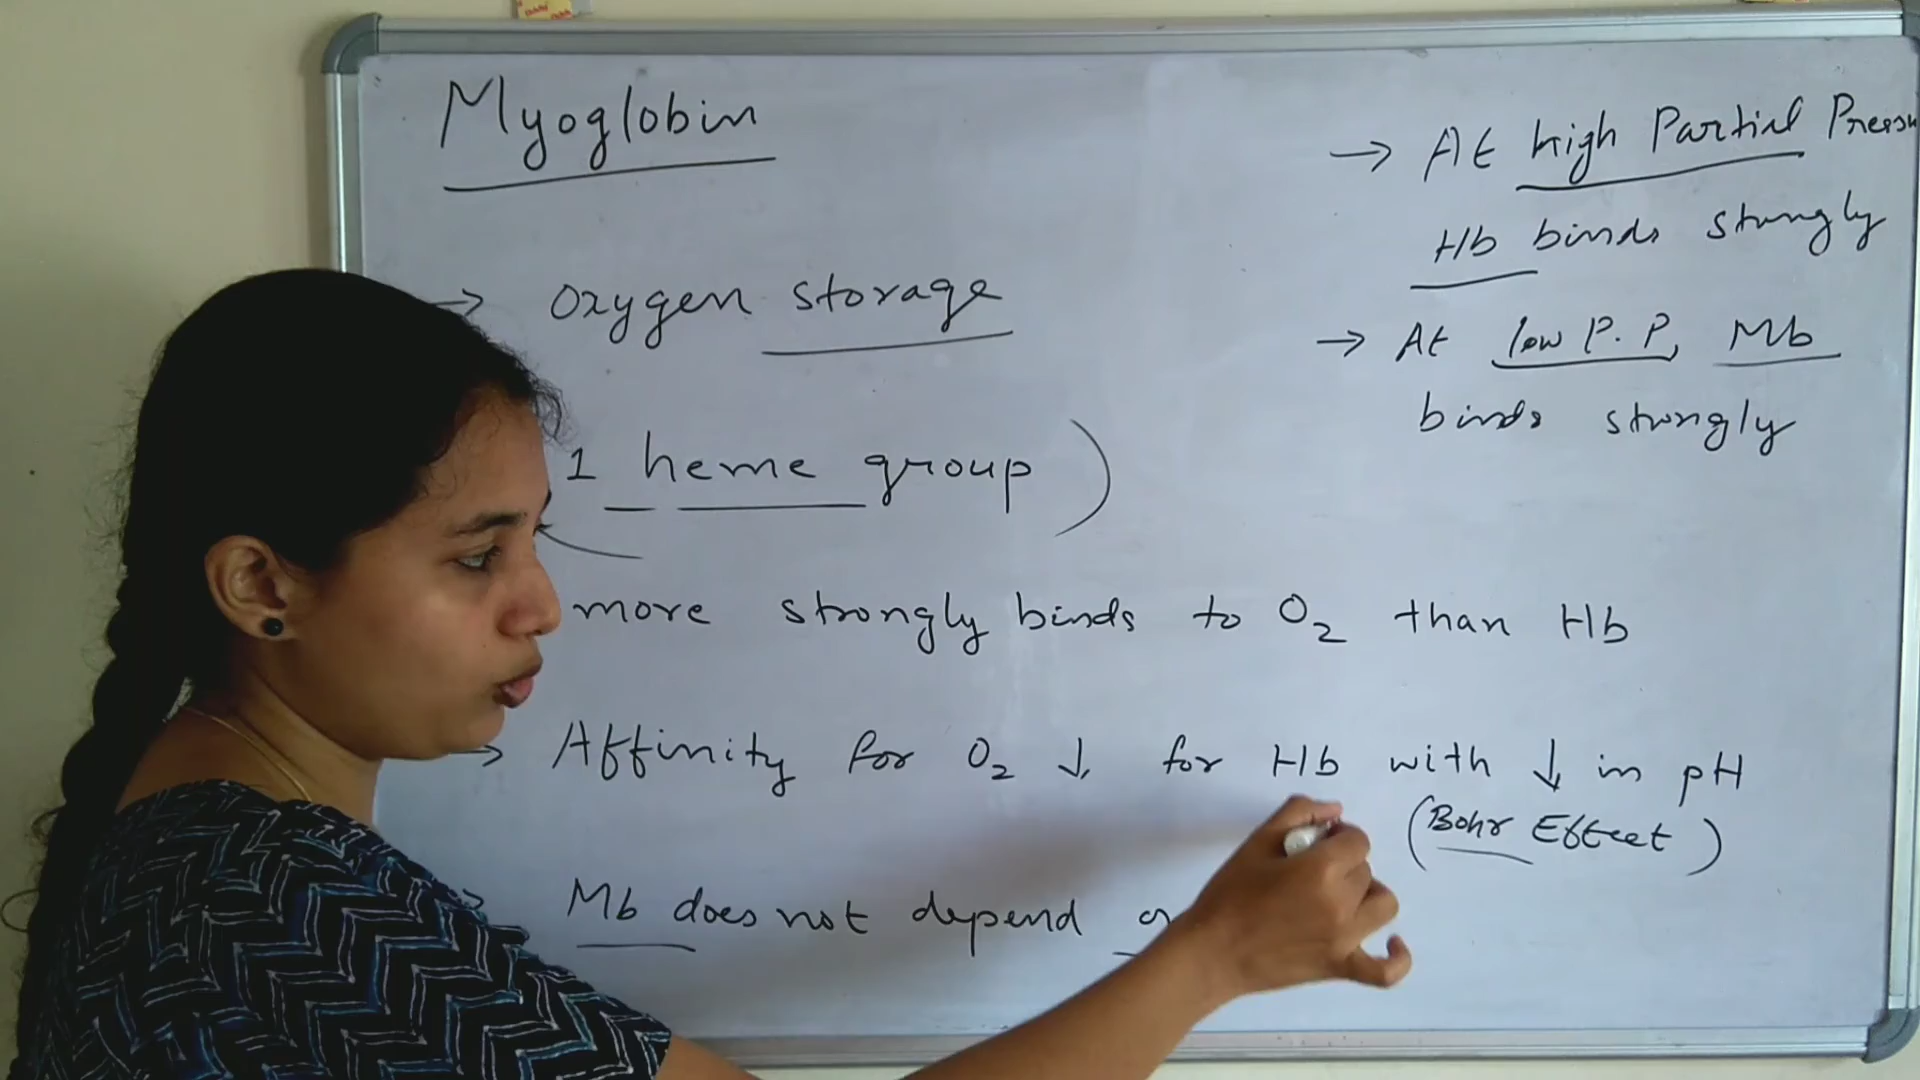 Myoglobin
→ Oxygen storage
1 heme group)
more strongly binds to O₂ than Hb
→ Affinity for O₂ ↓ for Hb with ↓ in pH
(Bohr Effect)
Mb does not depend
→ At high Partial
Hb binds strongly
→ At low P.P, Mb
binds strongly